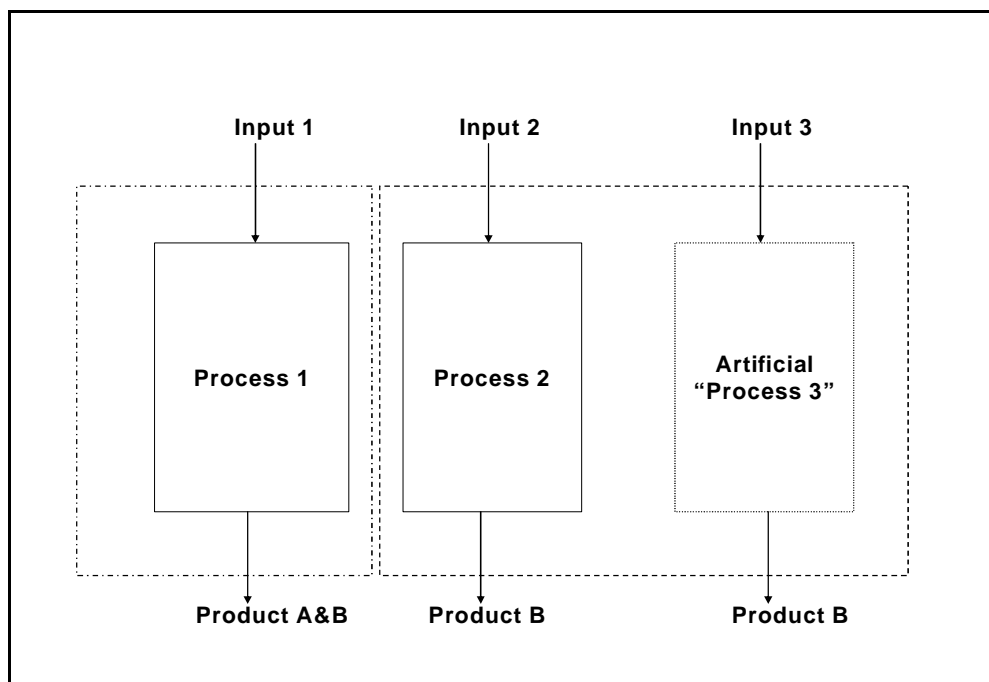 Input 1
Input 2
Input 3
Process 1
Process 2
Artificial
“Process 3”
Product A&B
Product B
Product B